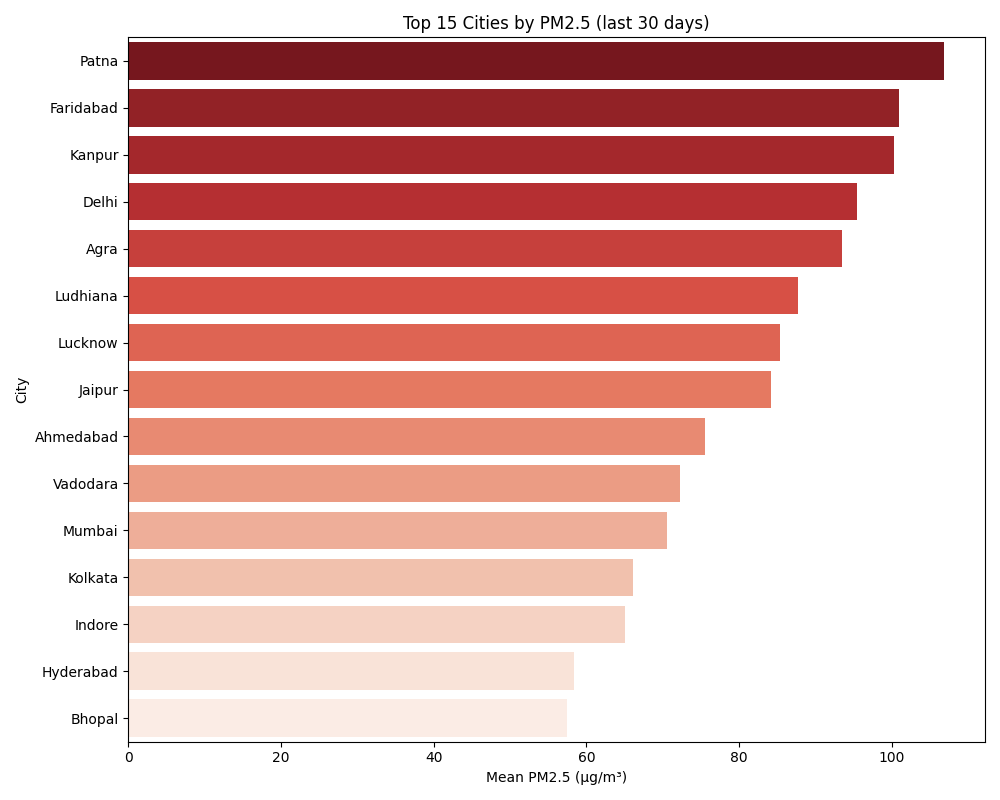 Top 15 Cities by PM2.5 (last 30 days)
Patna
Faridabad
Kanpur
Delhi
Agra
Ludhiana
Lucknow
Jaipur
Ahmedabad
Vadodara
Mumbai
Kolkata
Indore
Hyderabad
Bhopal
City
0 20 40 60 80 100
Mean PM2.5 (µg/m³)